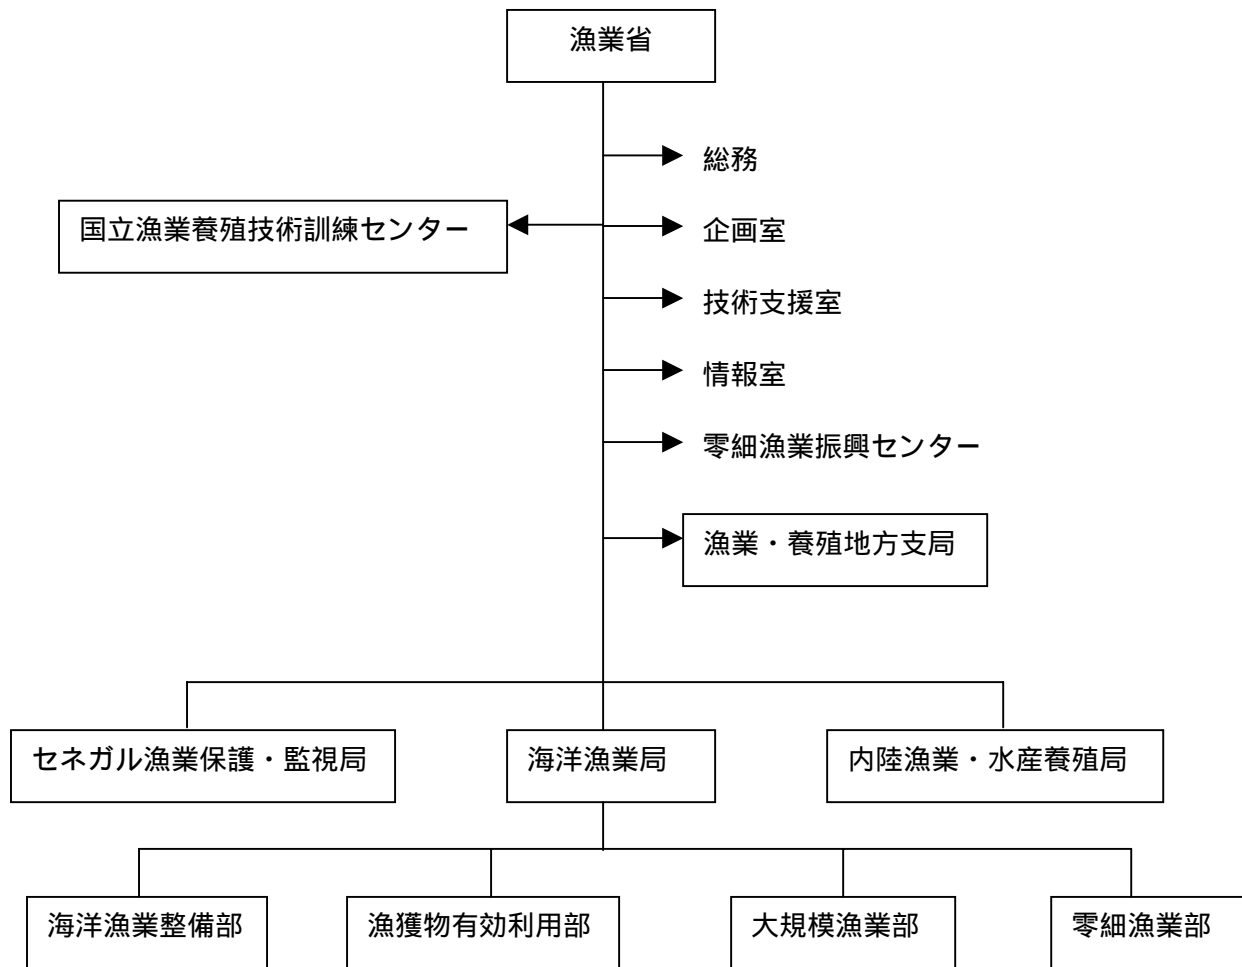 漁業省
総務
国立漁業養殖技術訓練センター
企画室
技術支援室
情報室
零細漁業振興センター
漁業・養殖地方支局
セネガル漁業保護・監視局
海洋漁業局
内陸漁業・水産養殖局
海洋漁業整備部
漁獲物有効利用部
大規模漁業部
零細漁業部